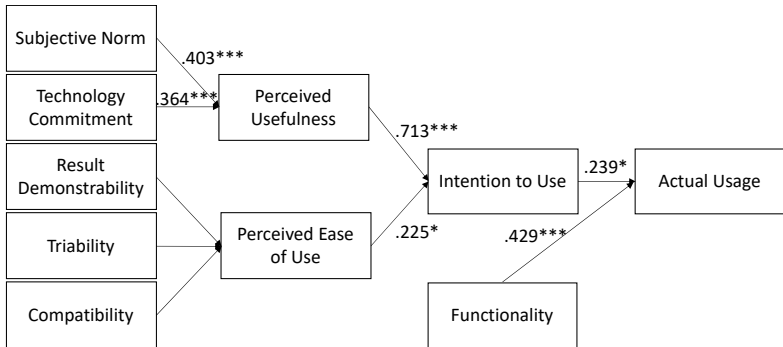 Subjective Norm
.403***
Technology
Commitment
.364***
Perceived
Usefulness
.713***
Result
Demonstrability
Intention to Use
.239*
Actual Usage
Triability
Perceived Ease
of Use
.225*
.429***
Compatibility
Functionality